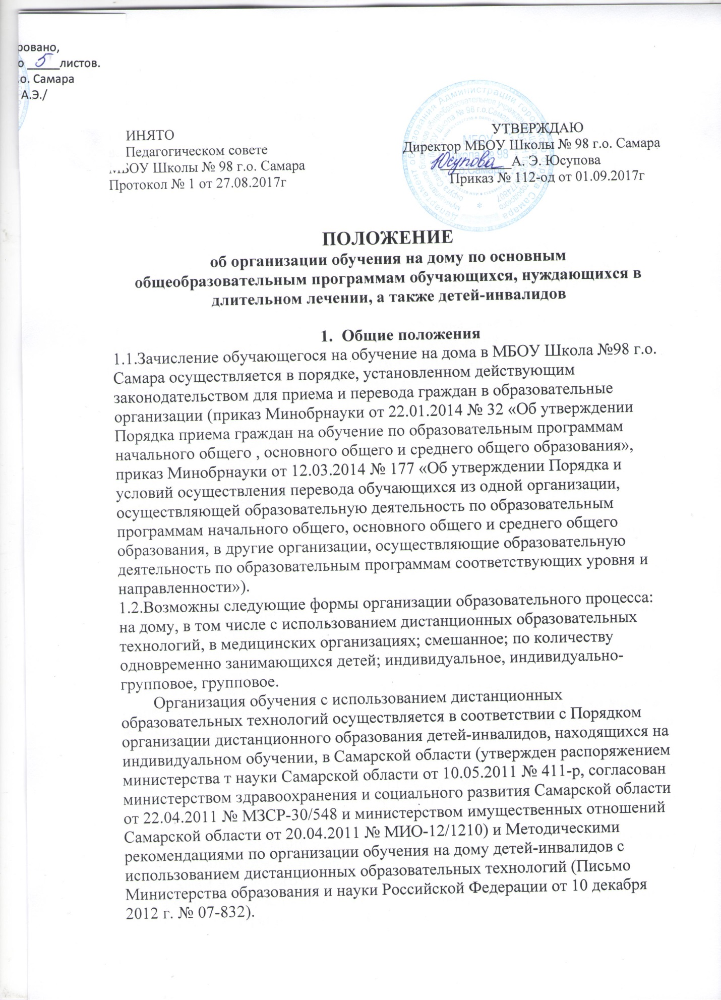 ровано,
о 5 листов.
.о. Самара
А.Э./
ИНЯТО
Педагогическом совете
МБОУ Школы № 98 г.о. Самара
Протокол № 1 от 27.08.2017г
УТВЕРЖДАЮ
Директор МБОУ Школы № 98 г.о. Самара
Юсупова А. Э. Юсупова
Приказ № 112-од от 01.09.2017г
ПОЛОЖЕНИЕ
об организации обучения на дому по основным
общеобразовательным программам обучающихся, нуждающихся в
длительном лечении, а также детей-инвалидов
1. Общие положения
1.1.Зачисление обучающегося на обучение на дома в МБОУ Школа №98 г.о.
Самара осуществляется в порядке, установленном действующим
законодательством для приема и перевода граждан в образовательные
организации (приказ Минобрнауки от 22.01.2014 № 32 «Об утверждении
Порядка приема граждан на обучение по образовательным программам
начального общего , основного общего и среднего общего образования»,
приказ Минобрнауки от 12.03.2014 № 177 «Об утверждении Порядка и
условий осуществления перевода обучающихся из одной организации,
осуществляющей образовательную деятельность по образовательным
программам начального общего, основного общего и среднего общего
образования, в другие организации, осуществляющие образовательную
деятельность по образовательным программам соответствующих уровня и
направленности»).
1.2.Возможны следующие формы организации образовательного процесса:
на дому, в том числе с использованием дистанционных образовательных
технологий, в медицинских организациях; смешанное; по количеству
одновременно занимающихся детей; индивидуальное, индивидуально-
групповое, групповое.
Организация обучения с использованием дистанционных
образовательных технологий осуществляется в соответствии с Порядком
организации дистанционного образования детей-инвалидов, находящихся на
индивидуальном обучении, в Самарской области (утвержден распоряжением
министерства т науки Самарской области от 10.05.2011 № 411-р, согласован
министерством здравоохранения и социального развития Самарской области
от 22.04.2011 № МЗСР-30/548 и министерством имущественных отношений
Самарской области от 20.04.2011 № МИО-12/1210) и Методическими
рекомендациями по организации обучения на дому детей-инвалидов с
использованием дистанционных образовательных технологий (Письмо
Министерства образования и науки Российской Федерации от 10 декабря
2012 г. № 07-832).